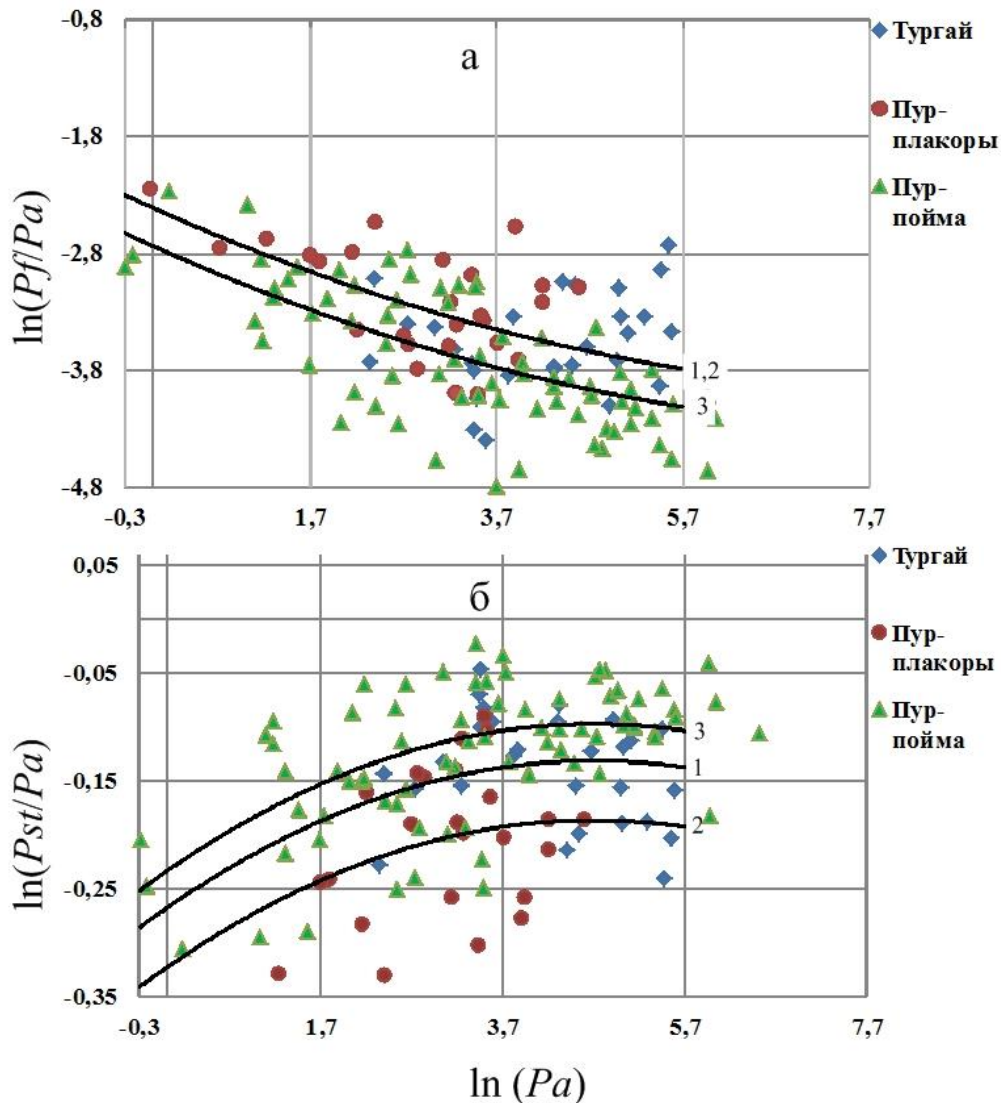 -0,8
а
Тургай
Пур-
плакоры
Пур-
пойма
-1,8
-2,8
-3,8
-4,8
ln(Pf/Pa)
1,2
3
-0,3
1,7
3,7
5,7
7,7
0,05
б
Тургай
Пур-
плакоры
Пур-
пойма
-0,05
-0,15
-0,25
-0,35
ln(Pst/Pa)
3
1
2
-0,3
1,7
3,7
5,7
7,7
ln (Pa)